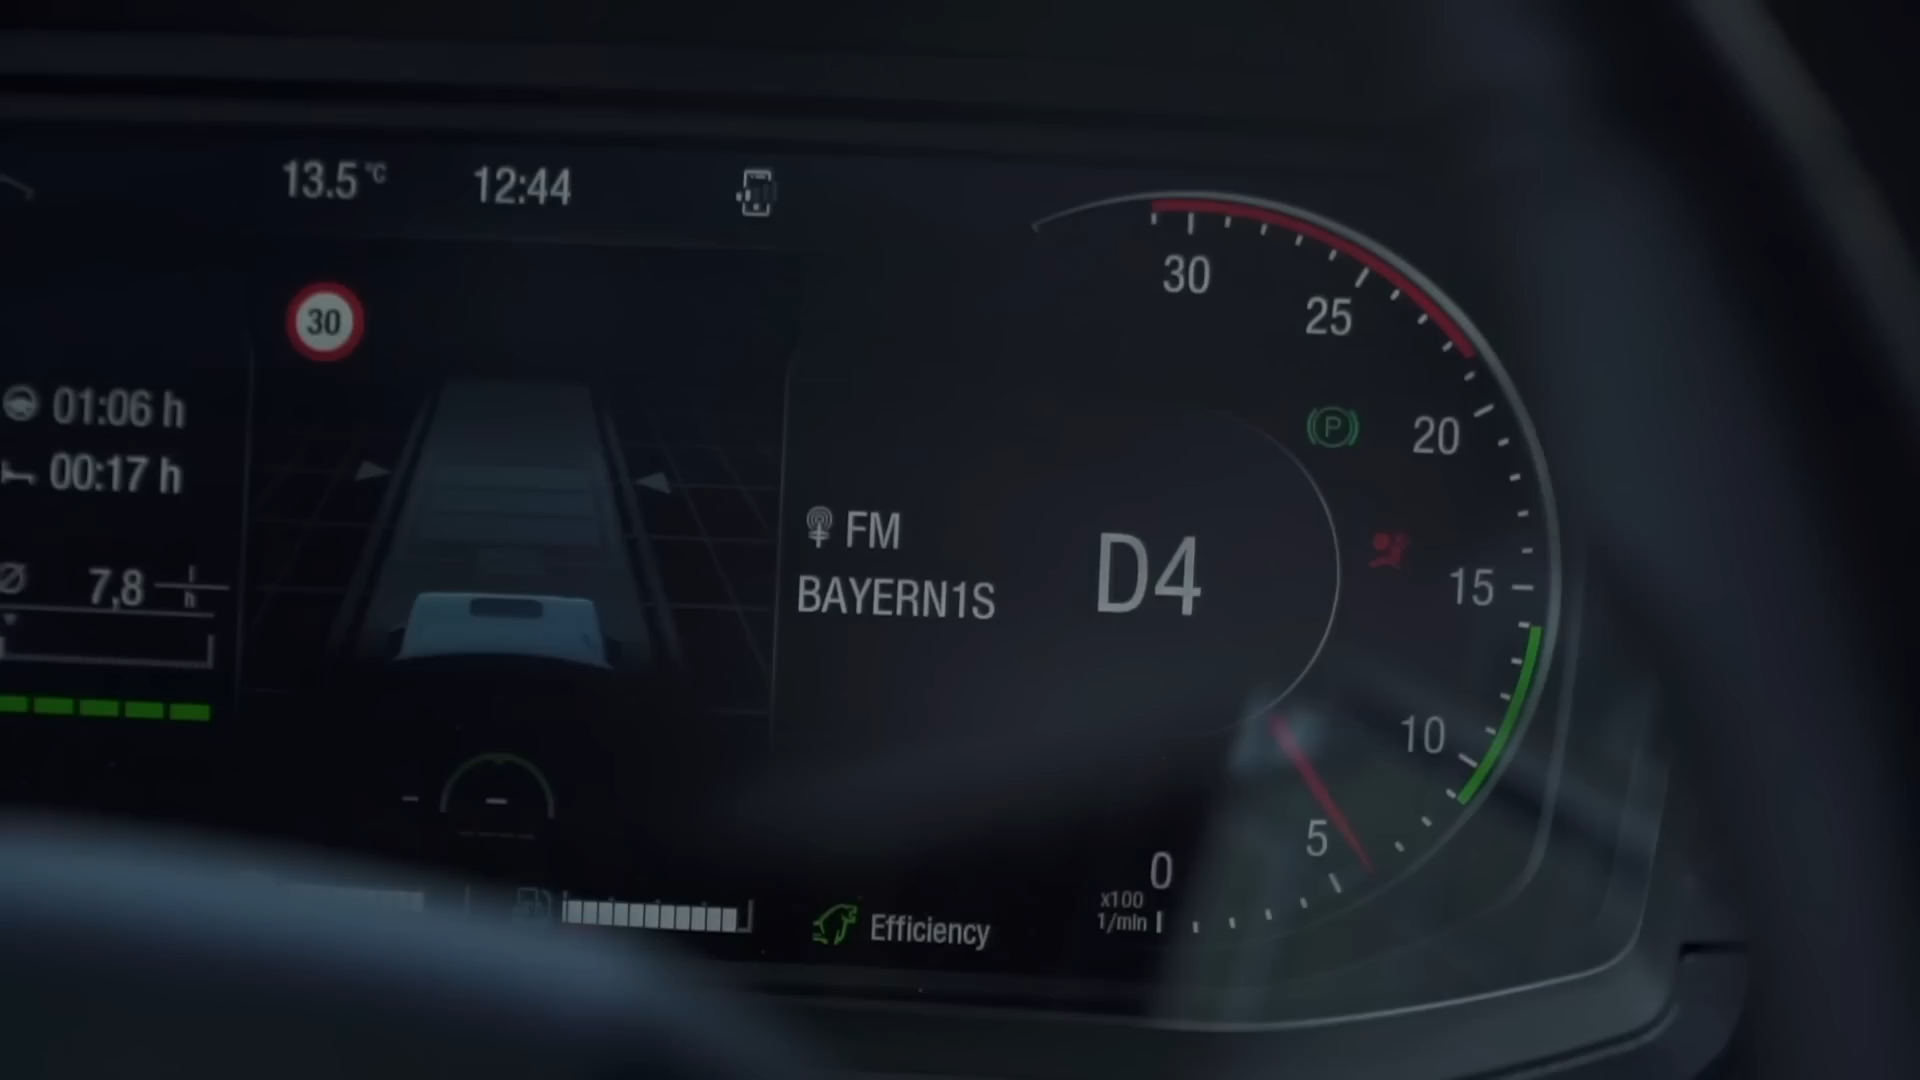 13.5 °C
12:44
30
01:06 h
00:17 h
Ø 7,8 l/h
FM
BAYERN1S
D4
30
25
20
15
10
5
0
x100
1/min
P
Efficiency